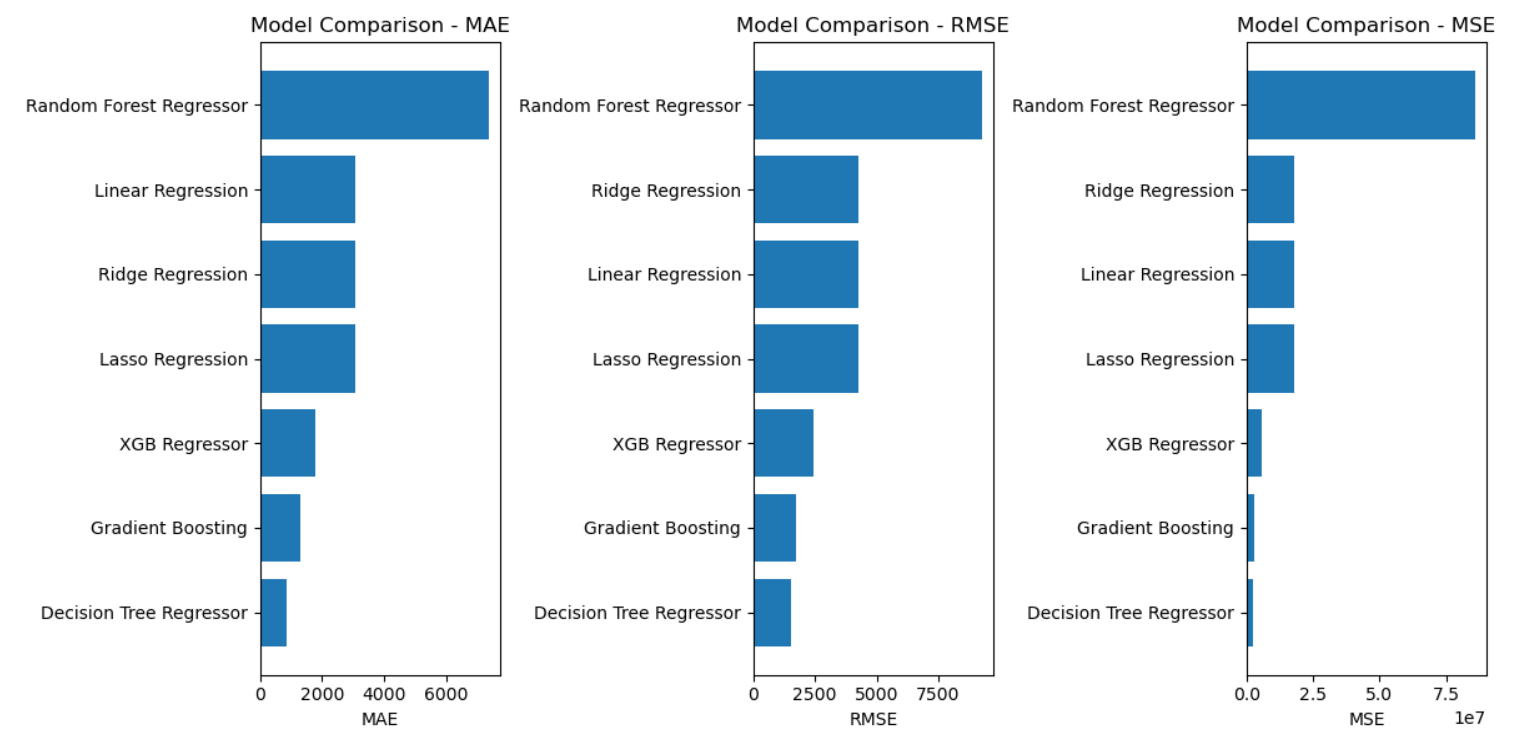 Model Comparison - MAE
Random Forest Regressor
Linear Regression
Ridge Regression
Lasso Regression
XGB Regressor
Gradient Boosting
Decision Tree Regressor
0 2000 4000 6000
MAE
Model Comparison - RMSE
Random Forest Regressor
Ridge Regression
Linear Regression
Lasso Regression
XGB Regressor
Gradient Boosting
Decision Tree Regressor
0 2500 5000 7500
RMSE
Model Comparison - MSE
Random Forest Regressor
Ridge Regression
Linear Regression
Lasso Regression
XGB Regressor
Gradient Boosting
Decision Tree Regressor
0.0 2.5 5.0 7.5
MSE 1e7